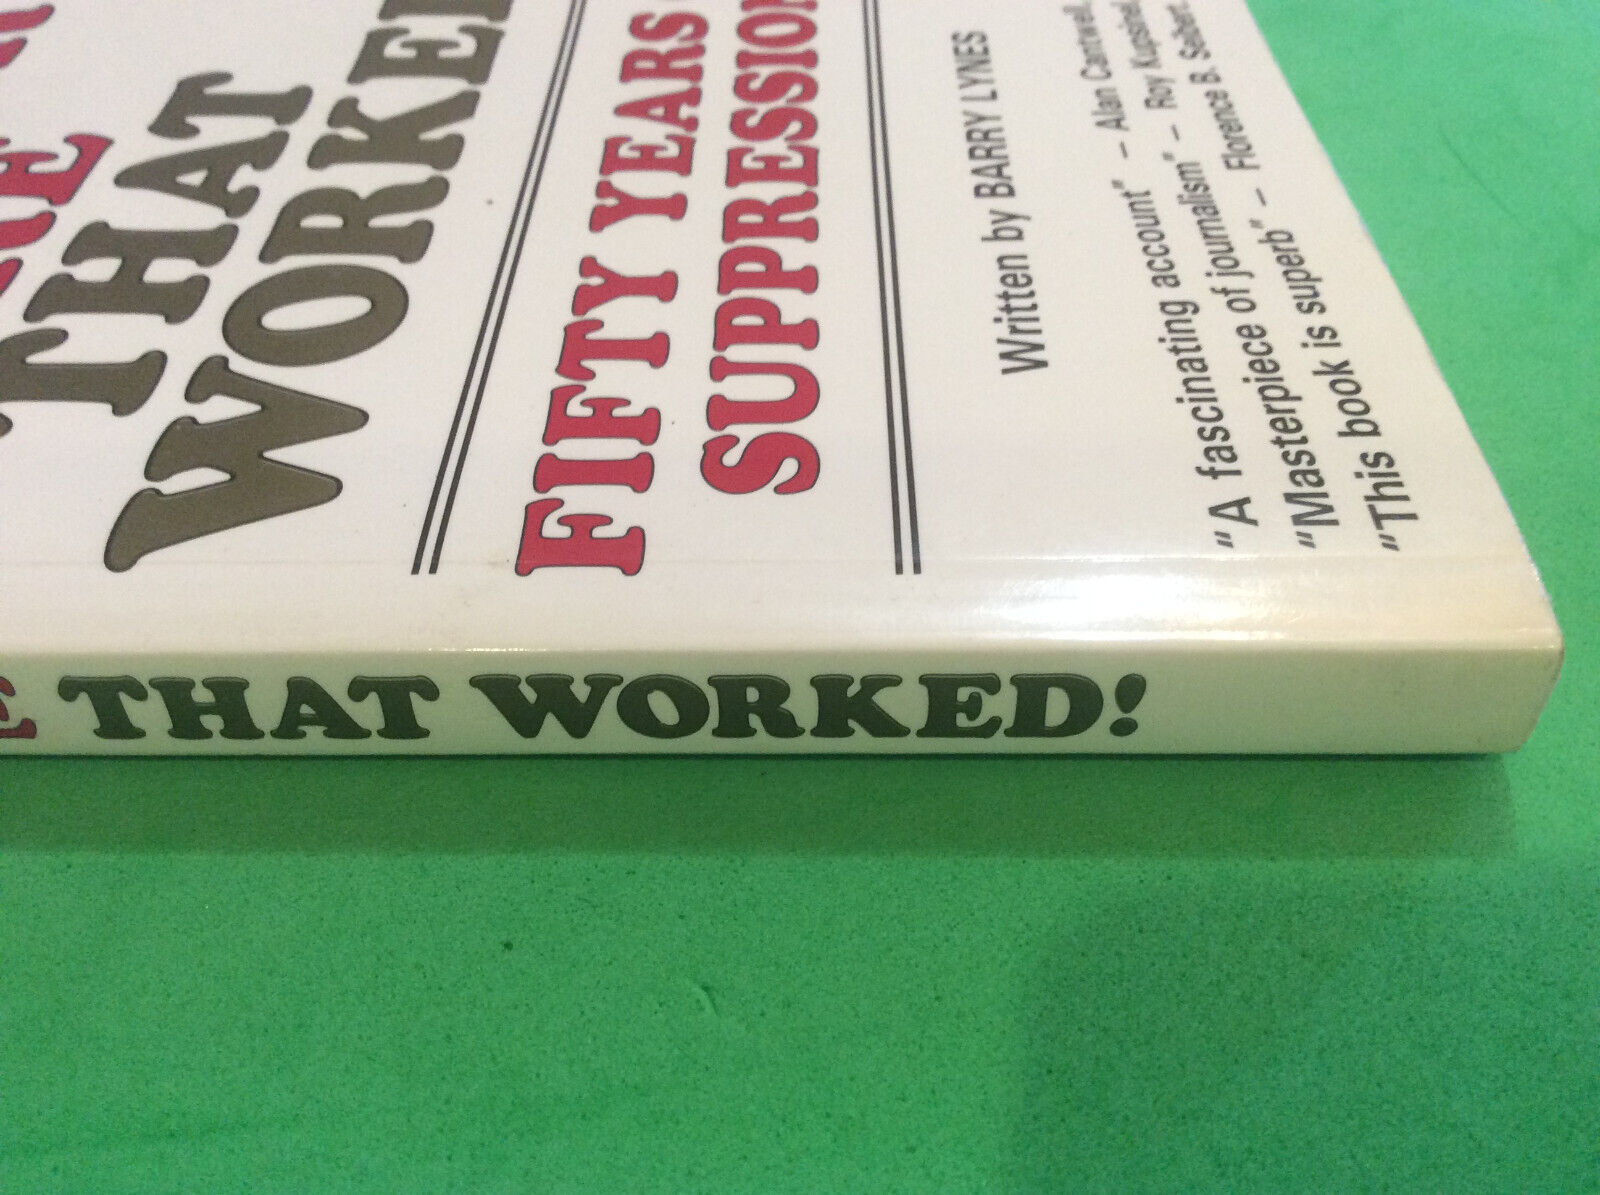 THAT
WORKED
FIFTY YEARS
SUPPRESSION
Written by BARRY LYNES
"A fascinating account" – Alan Cantwell,
"Masterpiece of journalism" – Roy Kupsinel,
"This book is superb" – Florence B. Seibert.
THAT WORKED!